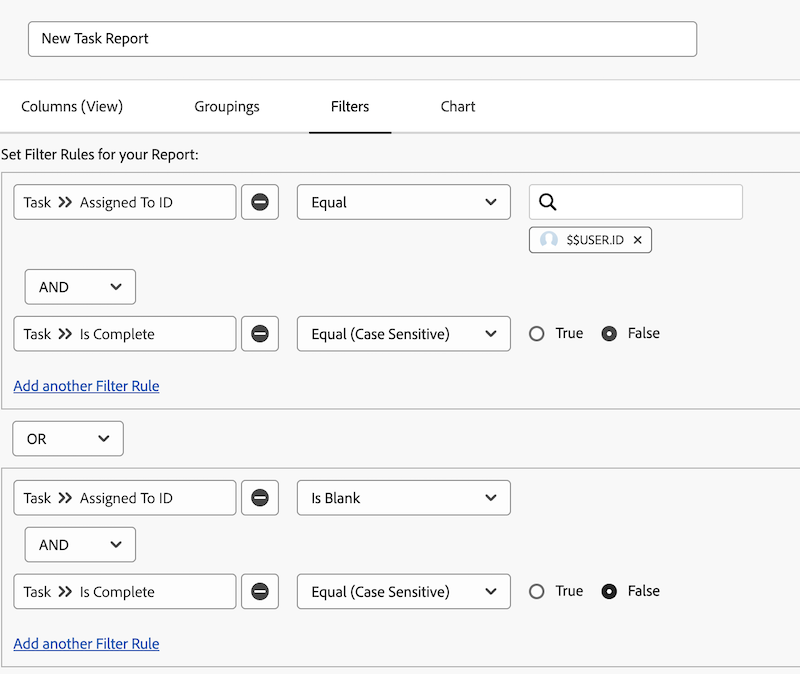 New Task Report
Columns (View) Groupings Filters Chart
Set Filter Rules for your Report:
Task >> Assigned To ID Equal
$$USER.ID ×
AND
Task >> Is Complete Equal (Case Sensitive) True False
Add another Filter Rule
OR
Task >> Assigned To ID Is Blank
AND
Task >> Is Complete Equal (Case Sensitive) True False
Add another Filter Rule